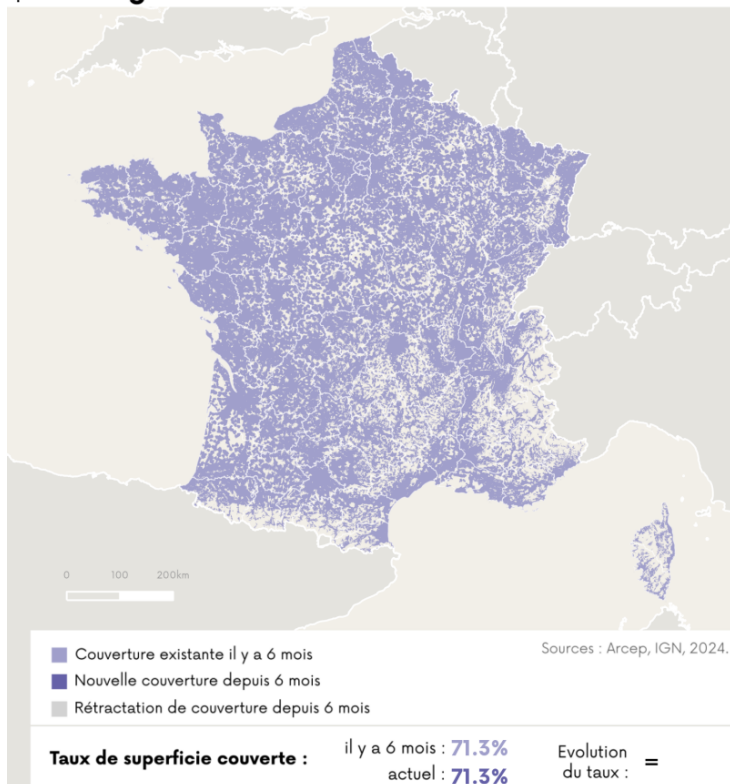 0 100 200km
Couverture existante il y a 6 mois
Sources : Arcep, IGN, 2024.
Nouvelle couverture depuis 6 mois
Rétractation de couverture depuis 6 mois
Taux de superficie couverte :
il y a 6 mois : 71.3%
actuel : 71.3%
Evolution
du taux :
=